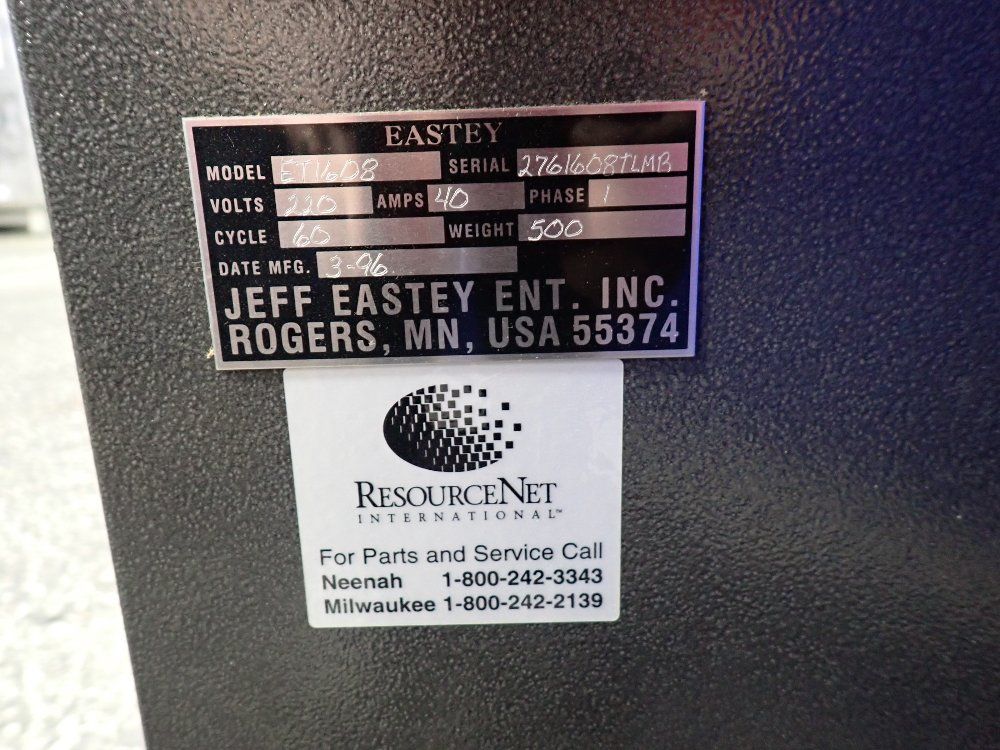 EASTEY
MODEL ET1608 SERIAL 2761608TLMB
VOLTS 220 AMPS 40 PHASE 1
CYCLE 60 WEIGHT 500
DATE MFG. 3-96
JEFF EASTEY ENT. INC.
ROGERS, MN, USA 55374
RESOURCENET
INTERNATIONAL™
For Parts and Service Call
Neenah 1-800-242-3343
Milwaukee 1-800-242-2139